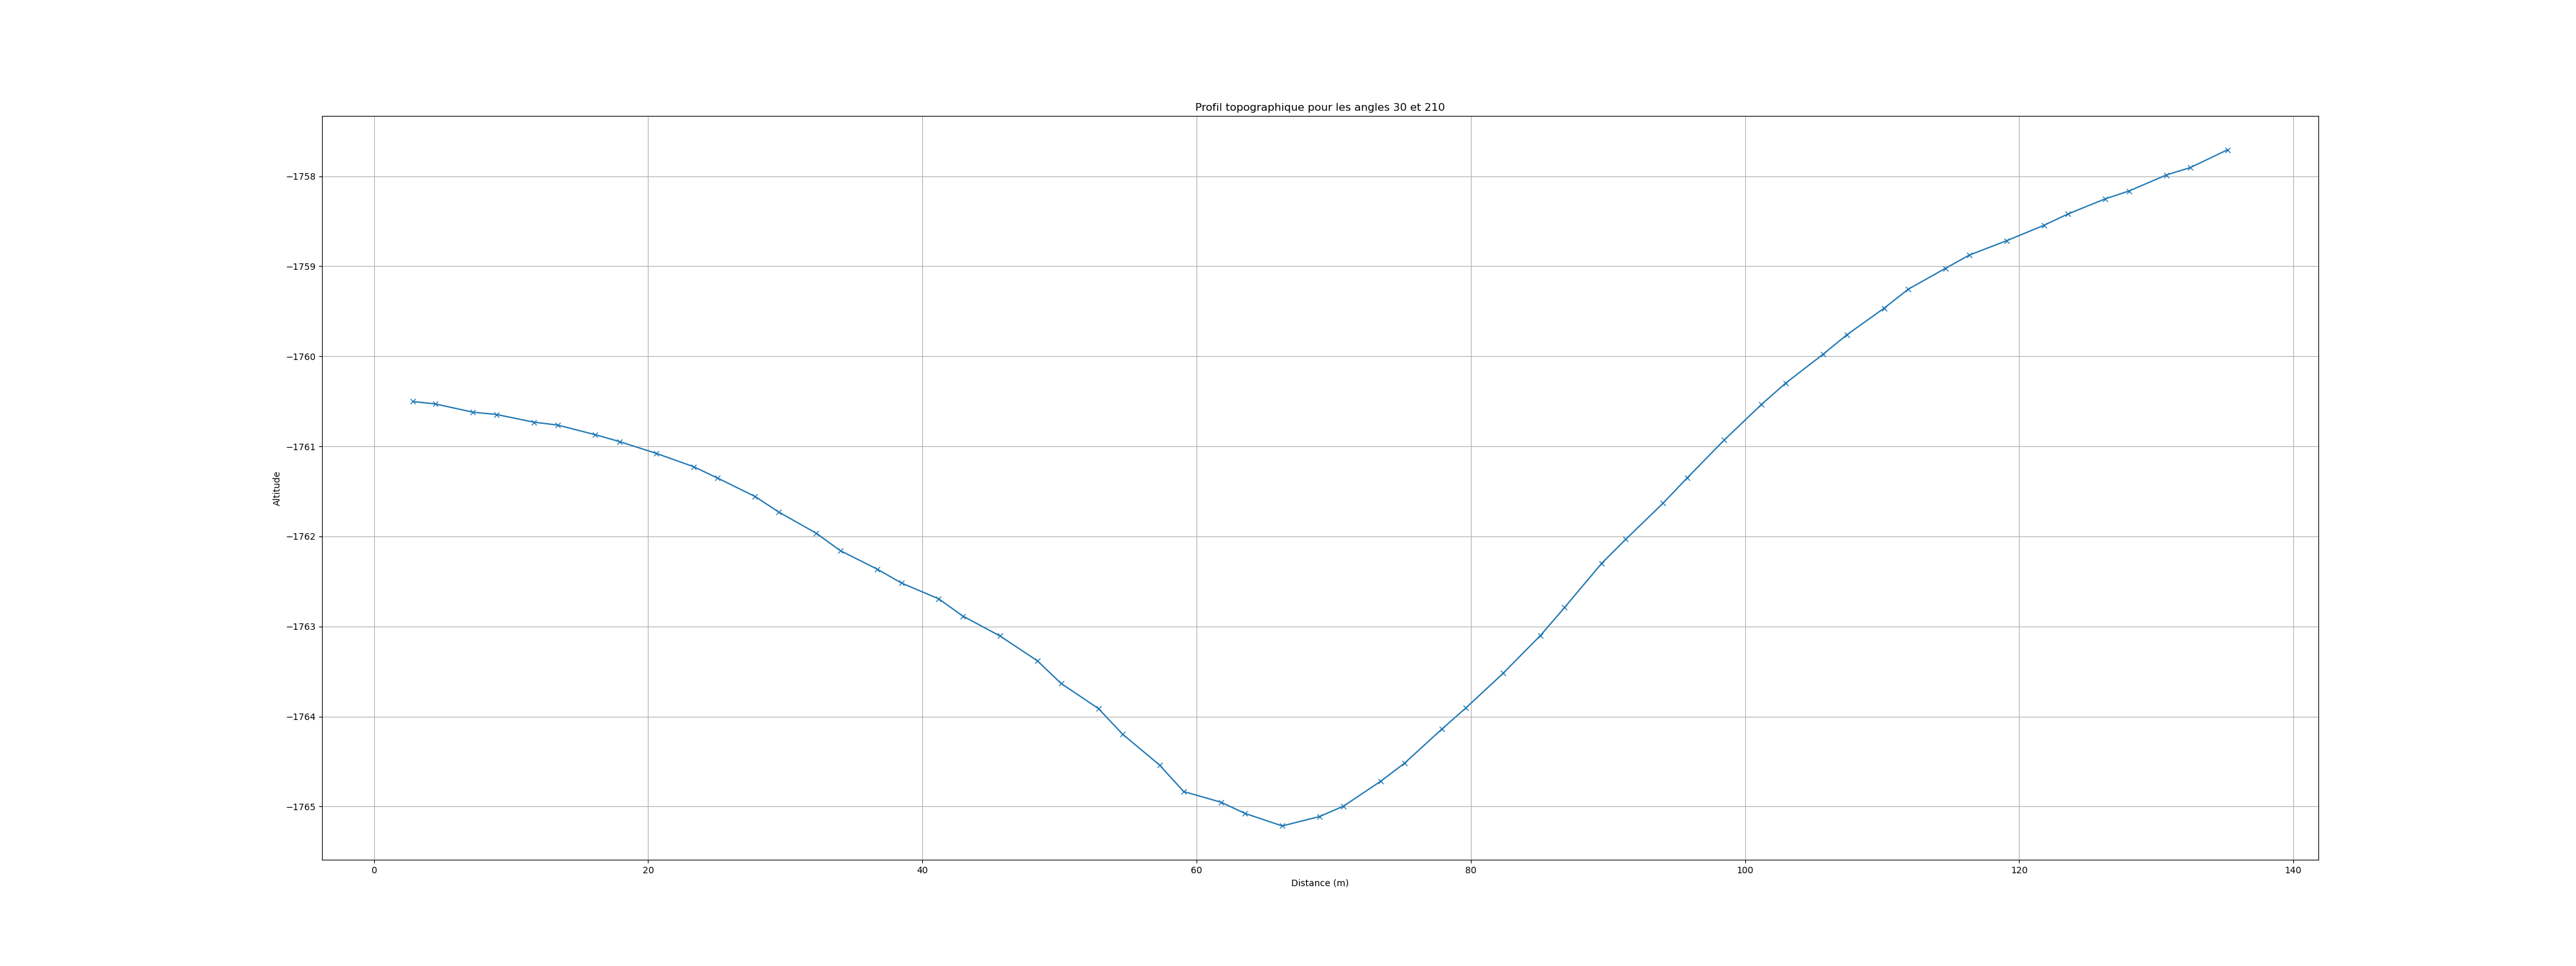 Profil topographique pour les angles 30 et 210
−1758
−1759
−1760
−1761
−1762
−1763
−1764
−1765
Altitude
0 20 40 60 80 100 120 140
Distance (m)